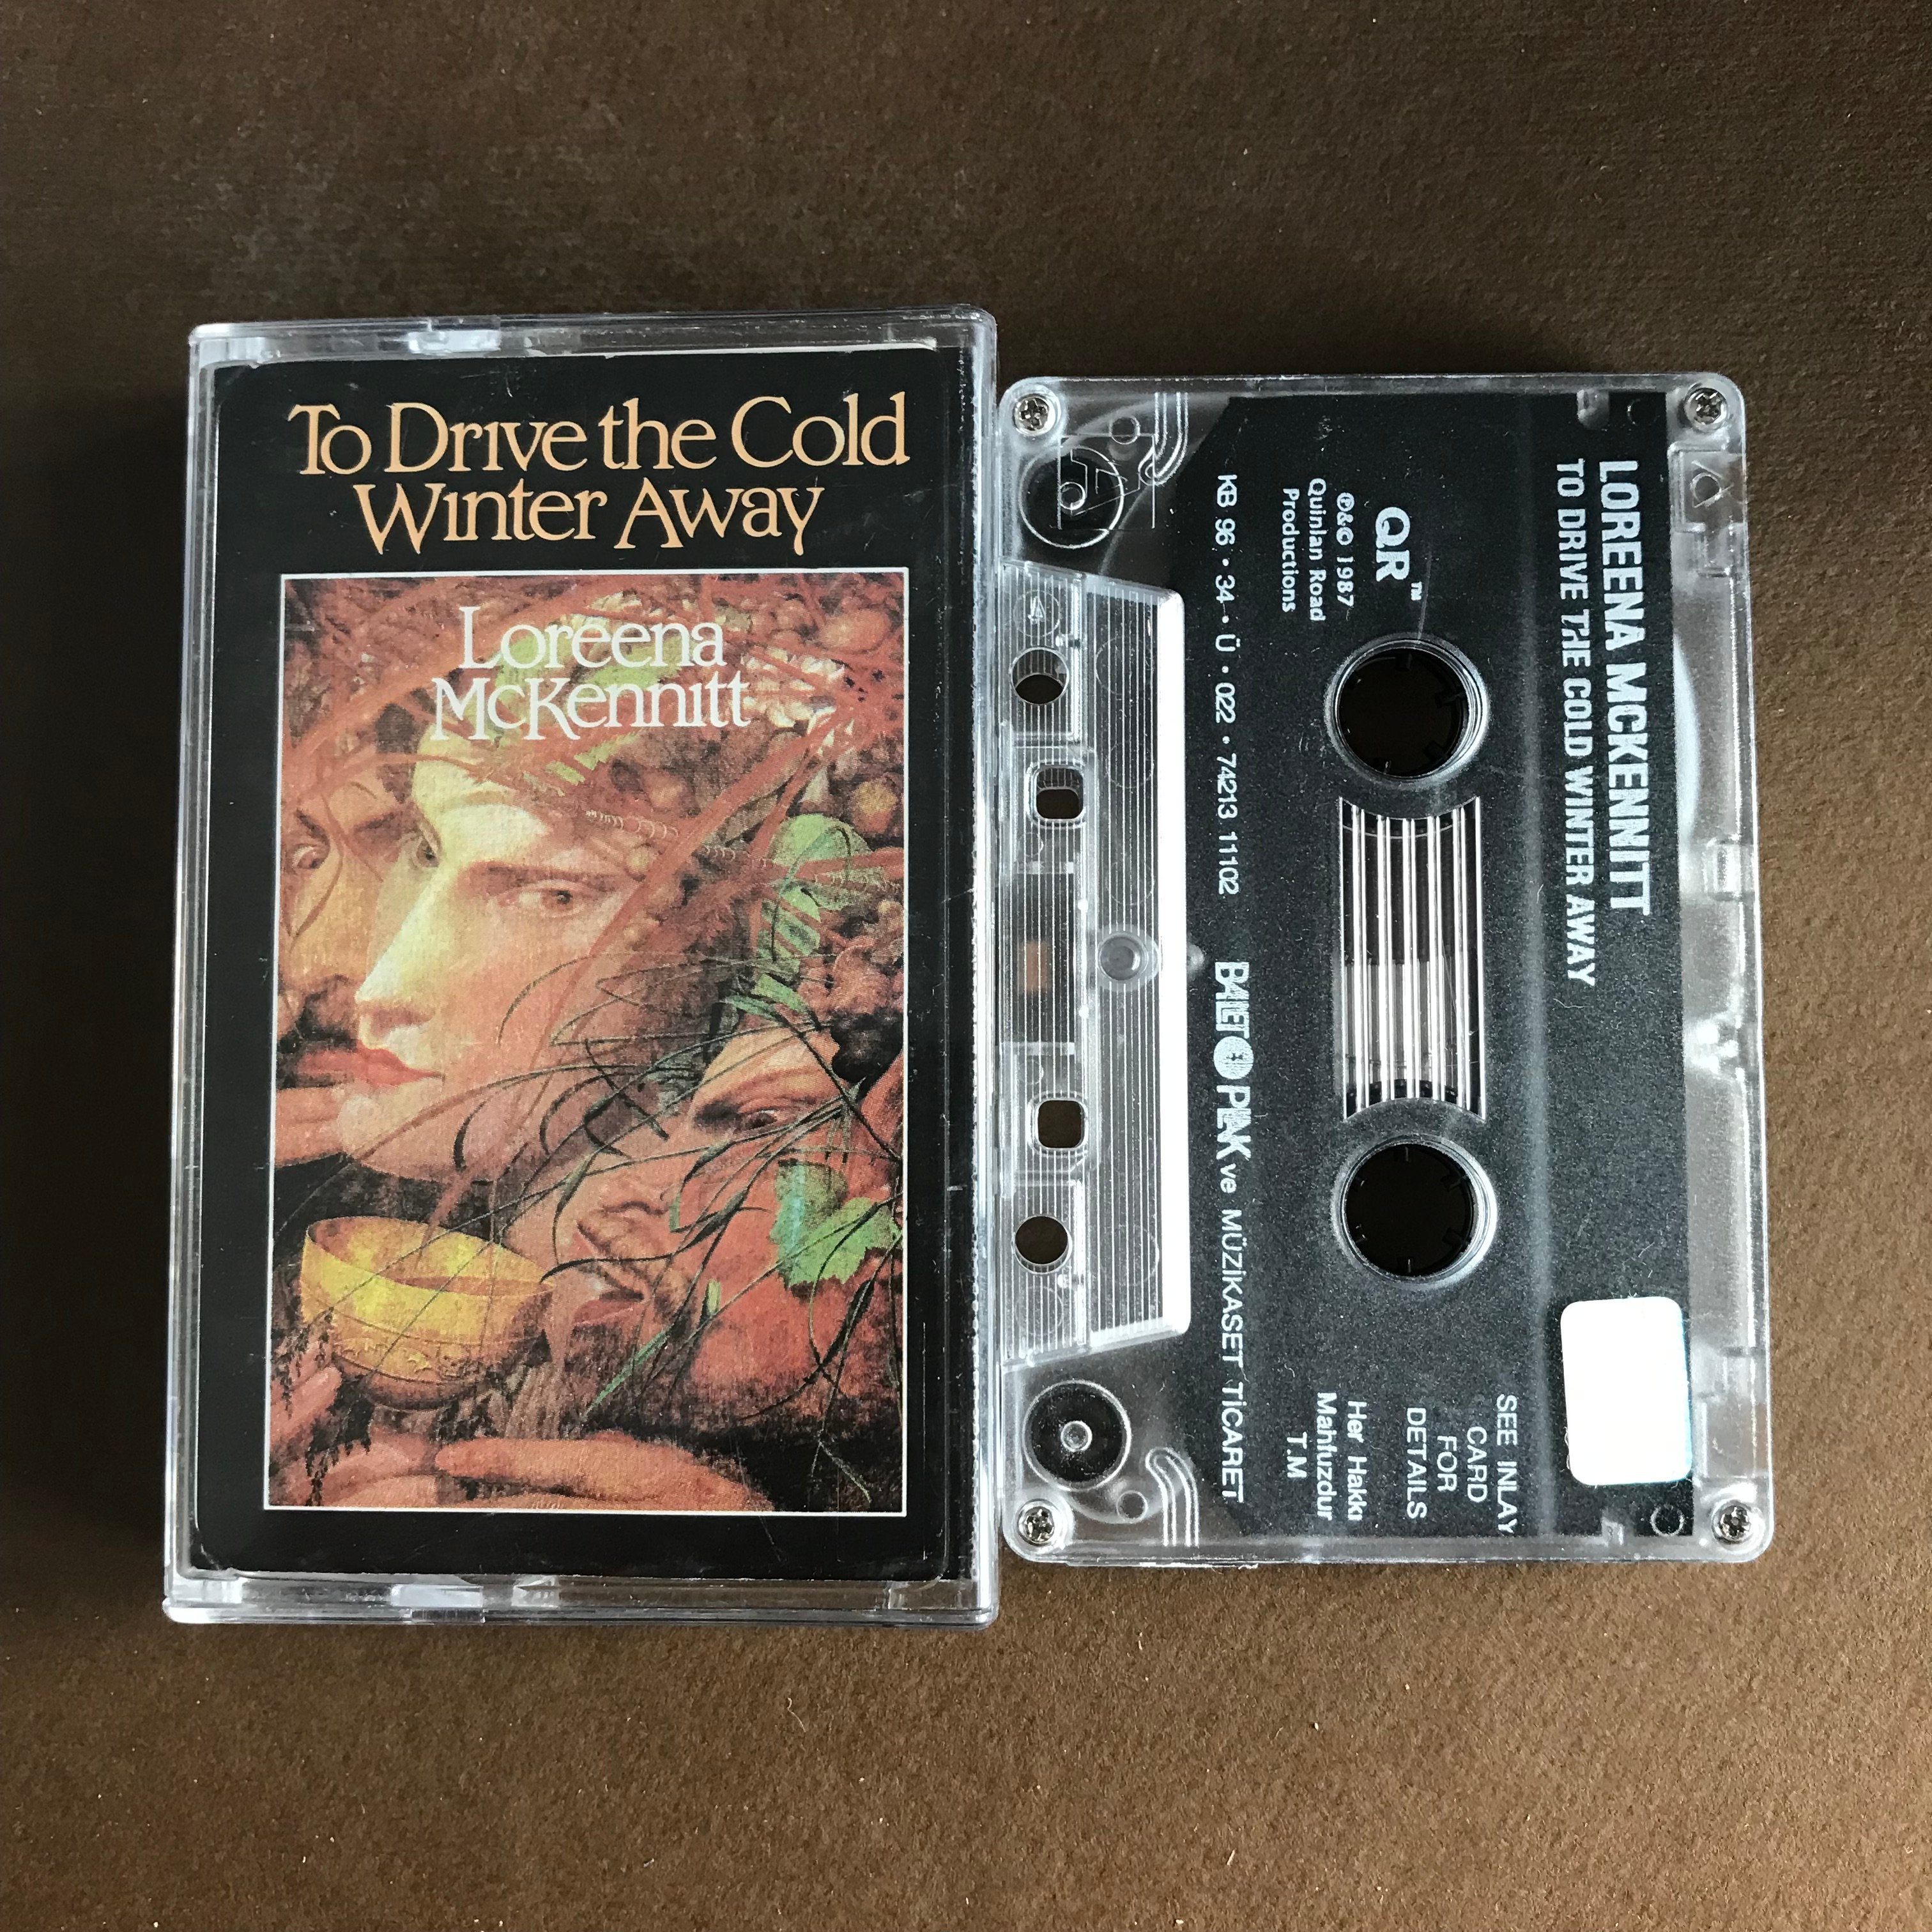 To Drive the Cold
Winter Away
Loreena
McKennitt
LOREENA MCKENNITT
TO DRIVE THE COLD WINTER AWAY
QR™
℗&© 1987
Quinlan Road
Productions
SEE INLAY
CARD
FOR
DETAILS
Her Hakkı
Mahfuzdur
T.M
KB 96 • 34 • Ü • 022 • 74213 11102 BALET PLAK ve MÜZİKASET TİCARET
A